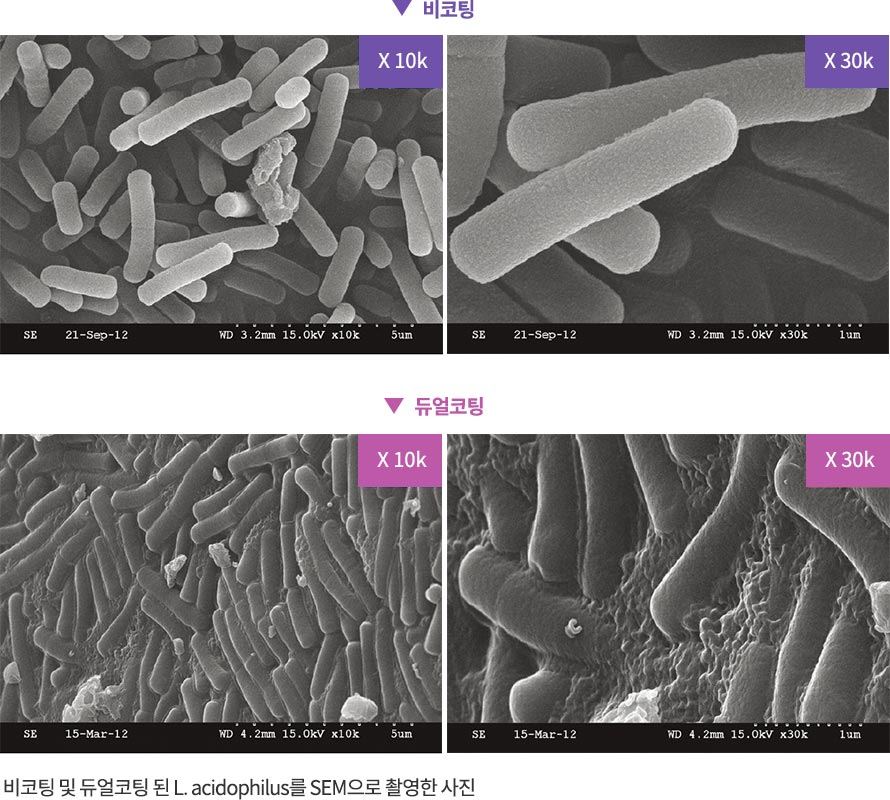 ▼ 비코팅
X 10k
X 30k
SE 21-Sep-12 WD 3.2mm 15.0kV x10k 5um
SE 21-Sep-12 WD 3.2mm 15.0kV x30k 1um
▼ 듀얼코팅
X 10k
X 30k
SE 15-Mar-12 WD 4.2mm 15.0kV x10k 5um
SE 15-Mar-12 WD 4.2mm 15.0kV x30k 1um
비코팅 및 듀얼코팅 된 L. acidophilus를 SEM으로 촬영한 사진